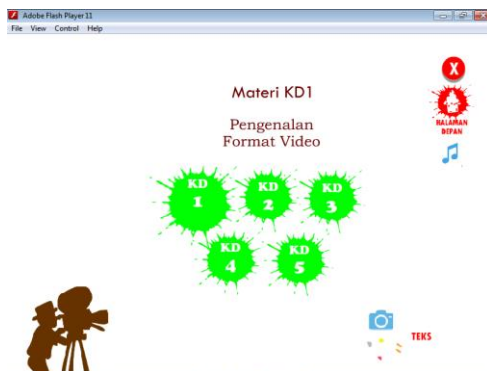 Adobe Flash Player 11
File View Control Help
X
HALAMAN
DEPAN
Materi KD1
Pengenalan
Format Video
KD
1
KD
2
KD
3
KD
4
KD
5
TEKS